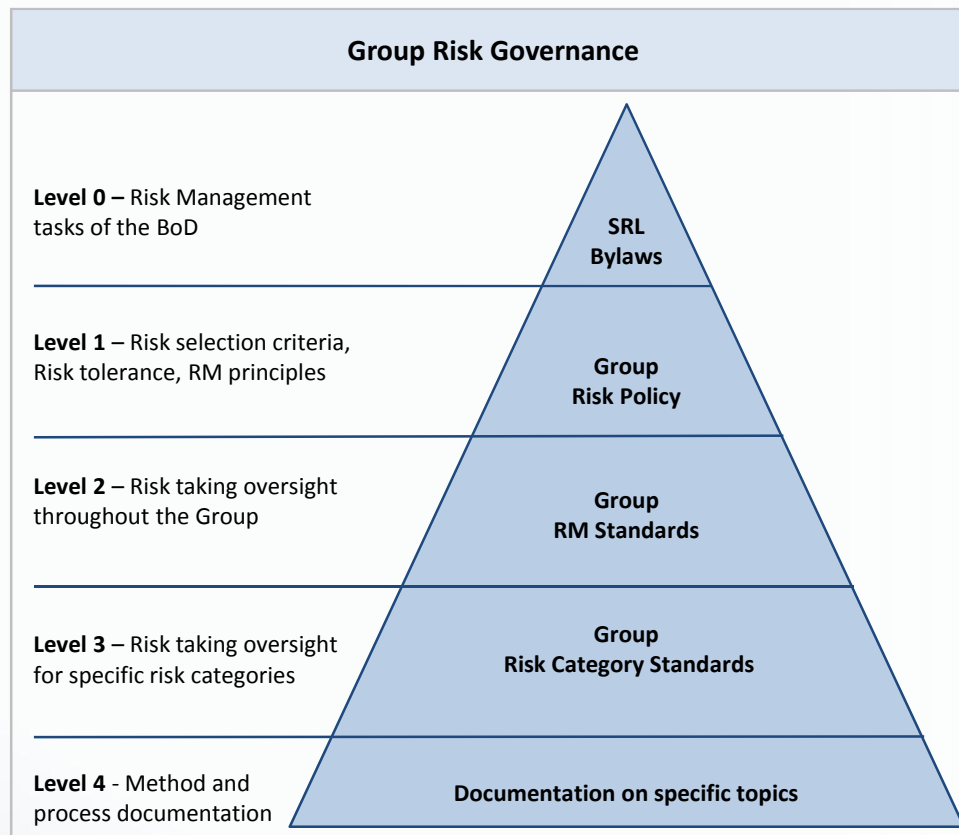 Group Risk Governance
Level 0 – Risk Management
tasks of the BoD
SRL
Bylaws
Level 1 – Risk selection criteria,
Risk tolerance, RM principles
Group
Risk Policy
Level 2 – Risk taking oversight
throughout the Group
Group
RM Standards
Level 3 – Risk taking oversight
for specific risk categories
Group
Risk Category Standards
Level 4 - Method and
process documentation
Documentation on specific topics